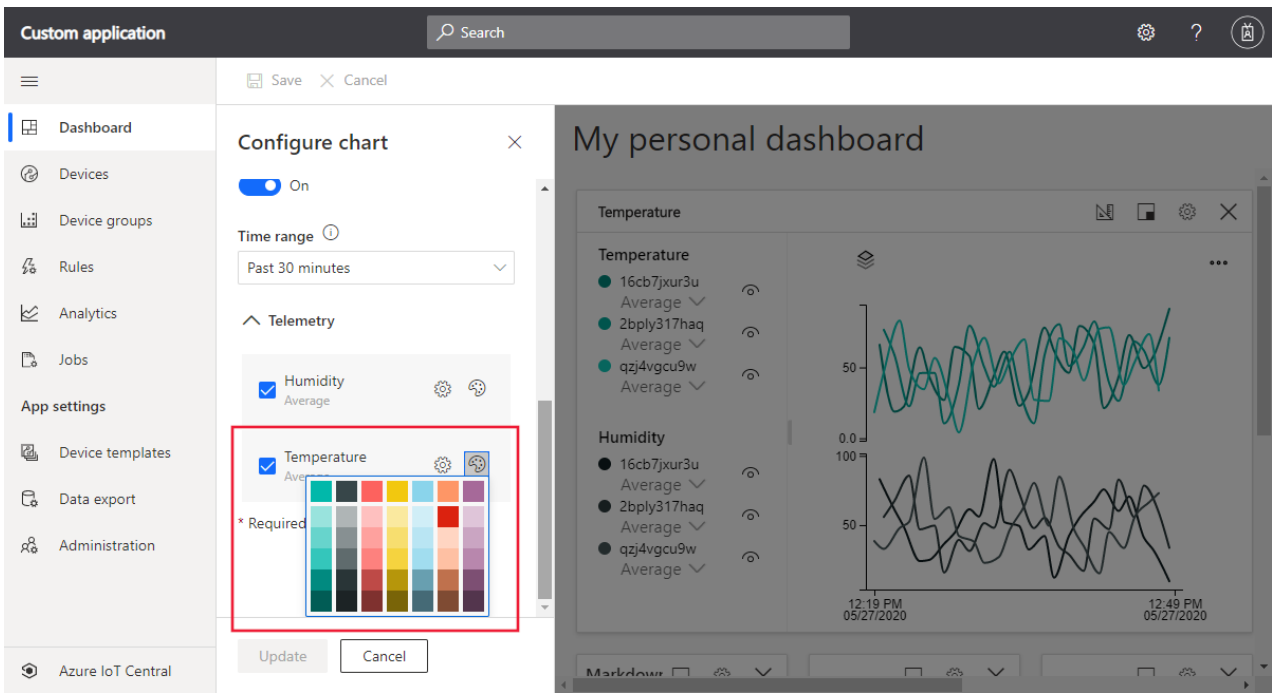 Custom application
Search
Save Cancel
Dashboard
Devices
Device groups
Rules
Analytics
Jobs
App settings
Device templates
Data export
Administration
Azure IoT Central
Configure chart
On
Time range
Past 30 minutes
Telemetry
Humidity
Average
Temperature
* Required
Update Cancel
My personal dashboard
Temperature
Temperature
16cb7jxur3u
Average
2bply317haq
Average
qzj4vgcu9w
Average
Humidity
16cb7jxur3u
Average
2bply317haq
Average
qzj4vgcu9w
Average
50
0.0
100
50
12:19 PM 12:49 PM
05/27/2020 05/27/2020